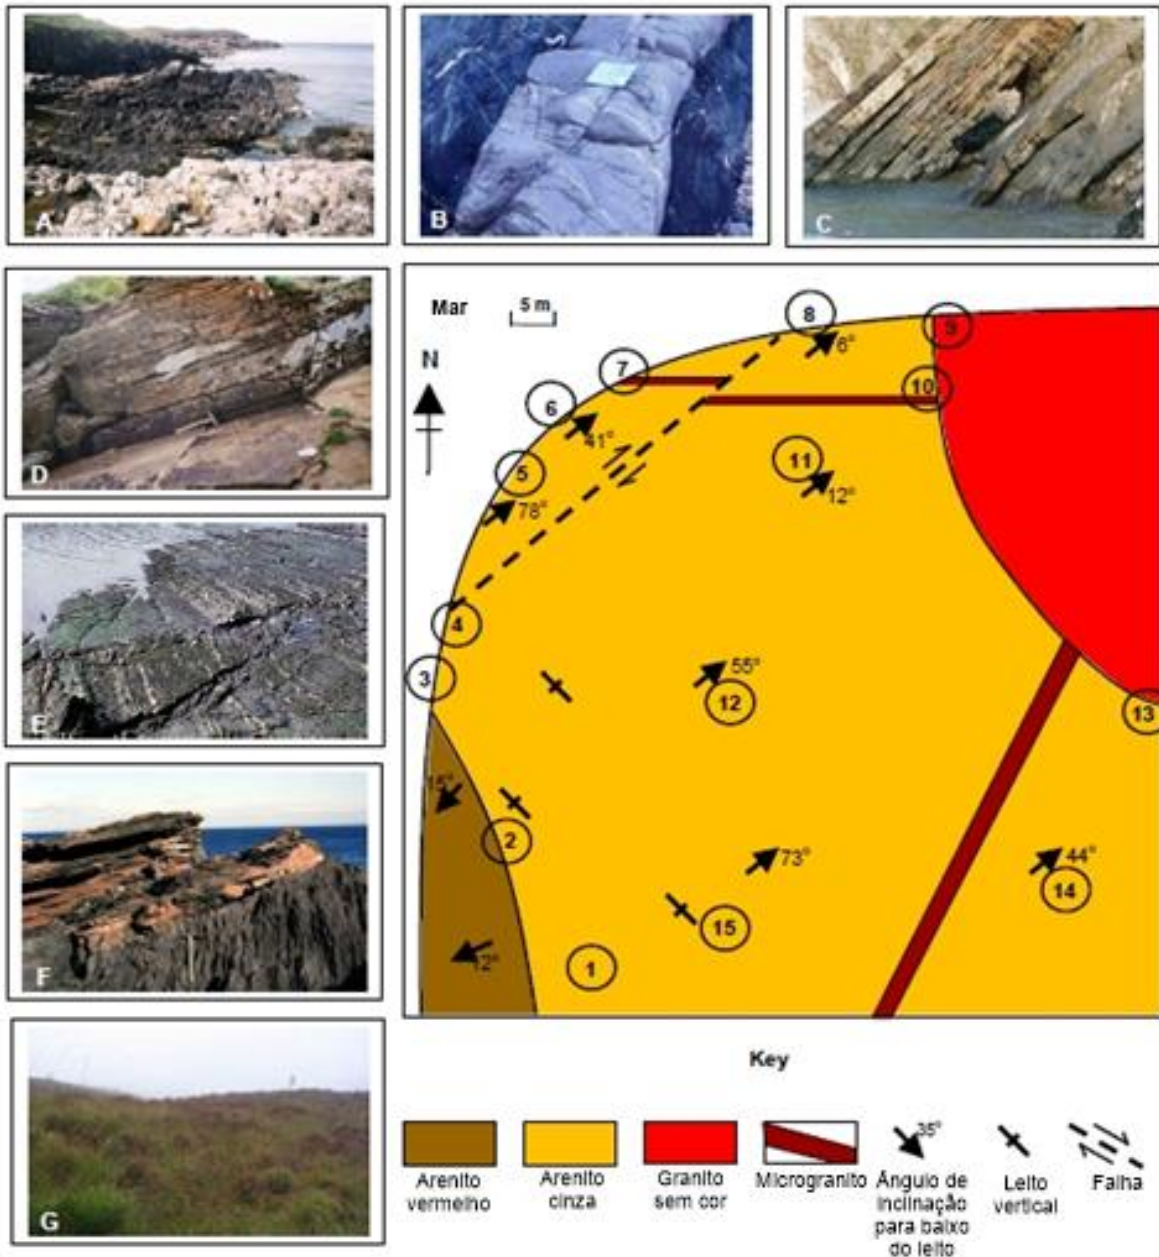 A
B
C
D
E
F
G
Mar
5 m
N
8
6°
9
7
10
6
41°
5
11
12°
78°
4
3
55°
12
13
15°
2
73°
44°
14
15
12°
1
Key
Arenito
vermelho
Arenito
cinza
Granito
sem cor
Microgranito
35°
Ângulo de
inclinação
para baixo
do leito
Leito
vertical
Falha